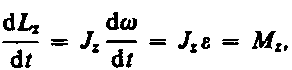 dL_z/dt = J_z dω/dt = J_z ε = M_z,